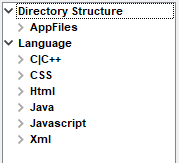 Directory Structure
AppFiles
Language
C|C++
CSS
Html
Java
Javascript
Xml